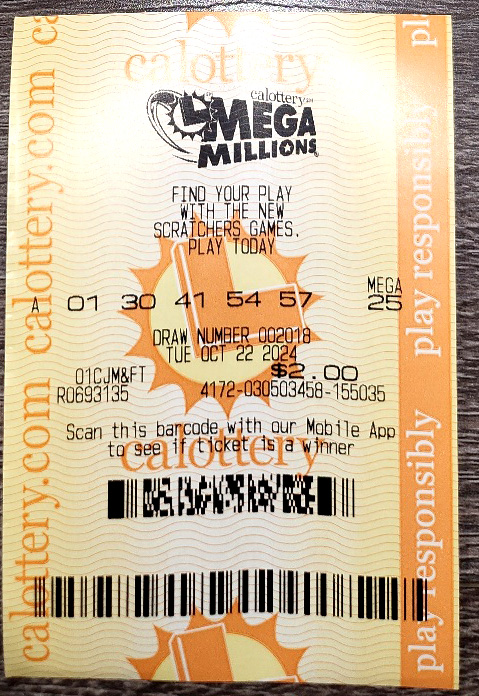 calottery
calottery
MEGA
MILLIONS
FIND YOUR PLAY
WITH THE NEW
SCRATCHERS GAMES.
PLAY TODAY
MEGA
A 01 30 41 54 57 25
DRAW NUMBER 002018
TUE OCT 22 2024
$2.00
01CJM&FT
R0693135 4172-030503458-155035
Scan this barcode with our Mobile App
to see if ticket is a winner
calottery
calottery.com calottery.com ca
play responsibly play responsibly pl